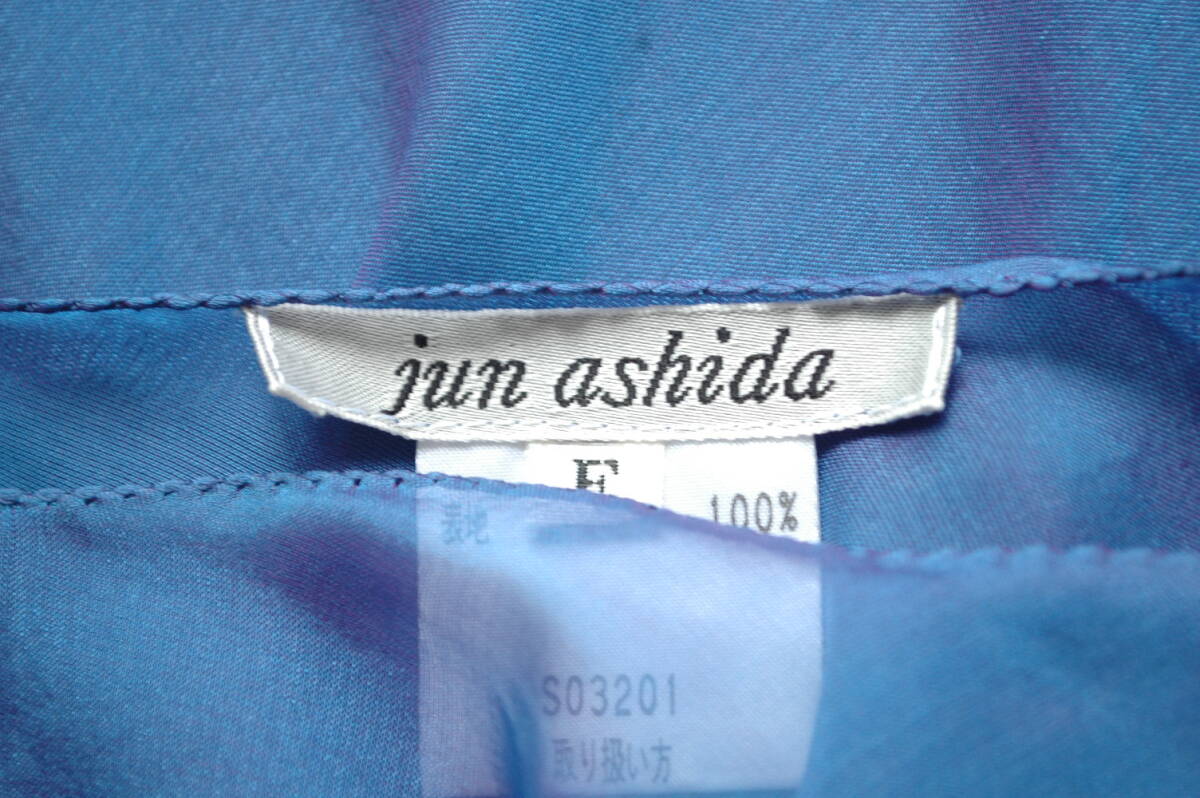 jun ashida
F
表地 100%
S03201
取り扱い方